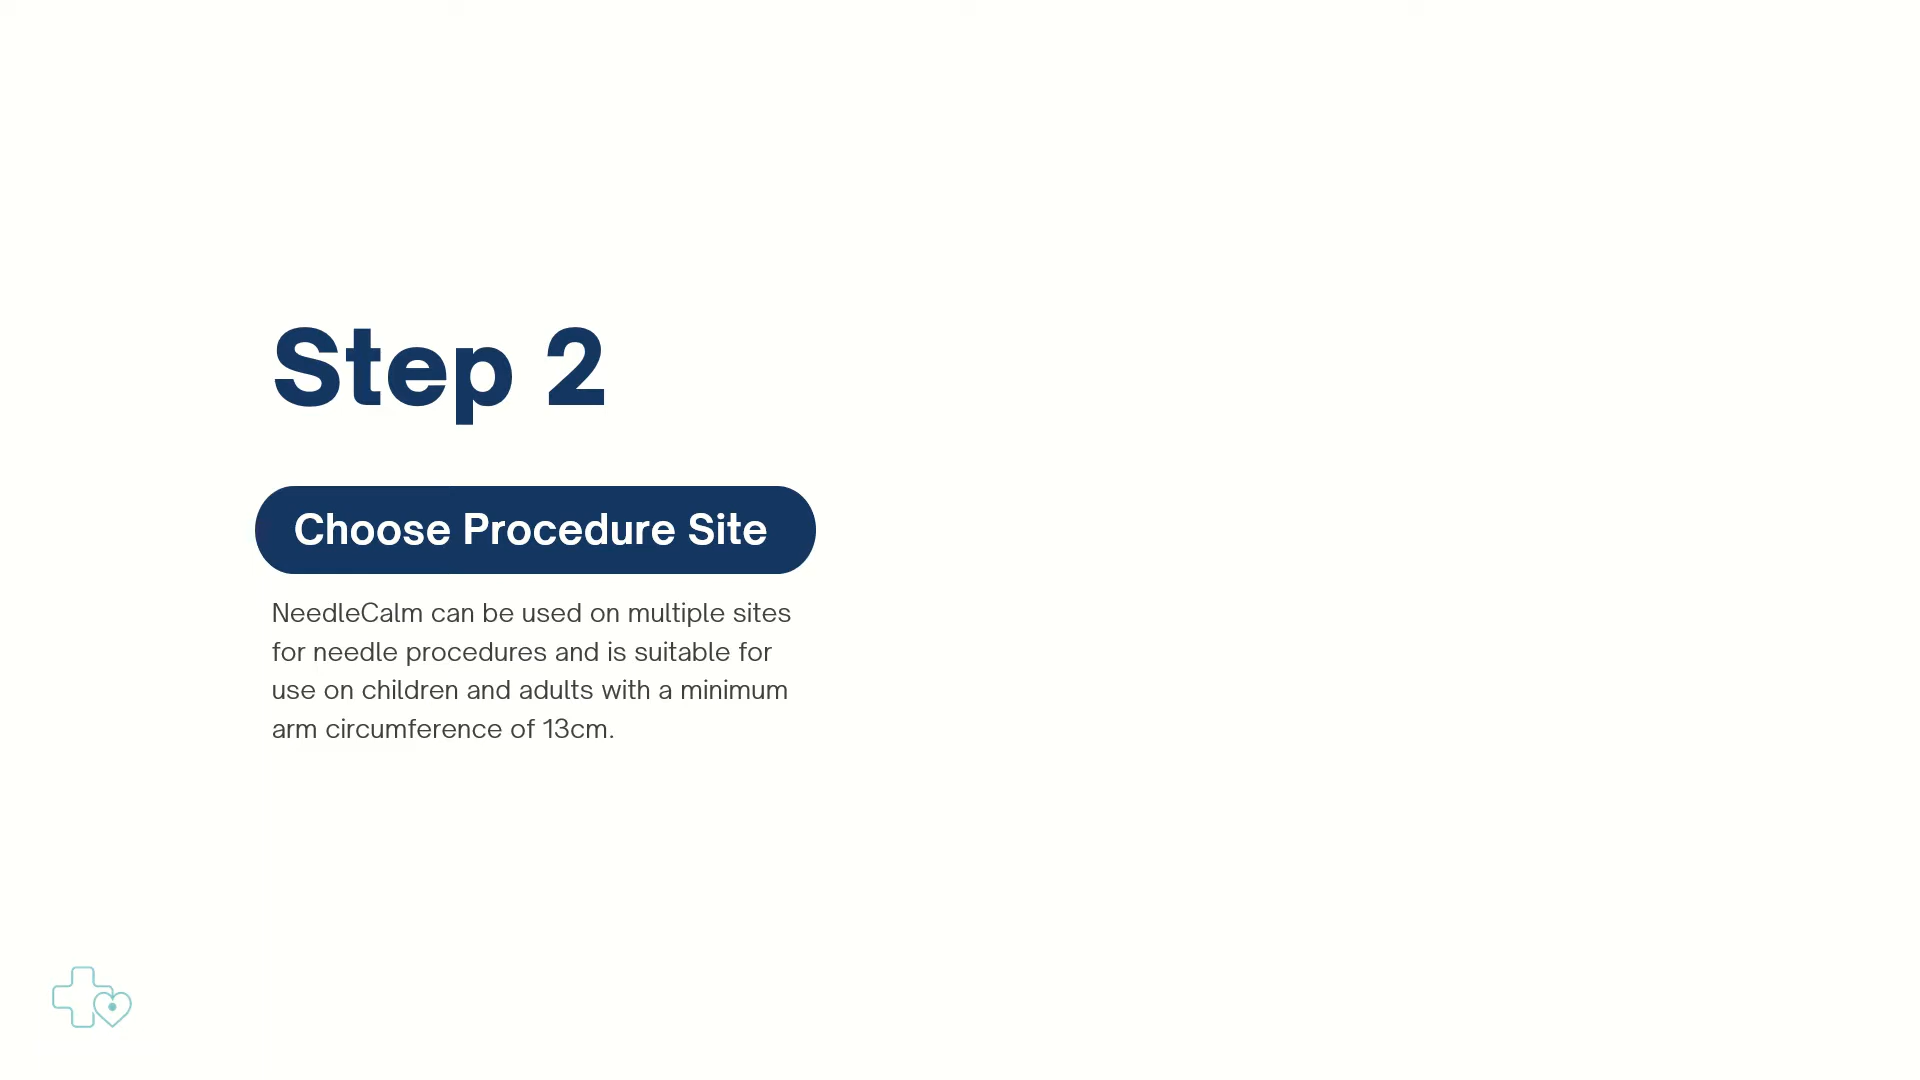 Step 2
Choose Procedure Site
NeedleCalm can be used on multiple sites
for needle procedures and is suitable for
use on children and adults with a minimum
arm circumference of 13cm.